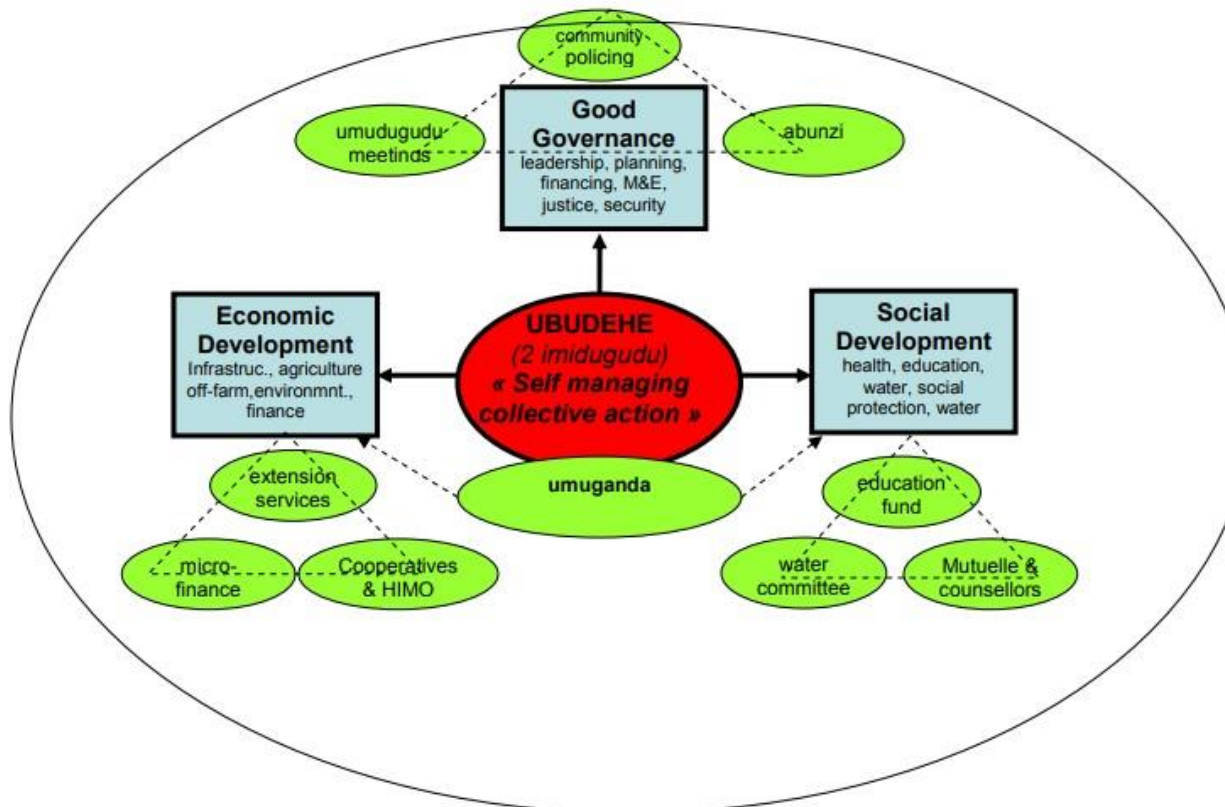 community
policing
umudugudu
meetinds
abunzi
Good
Governance
leadership, planning,
financing, M&E,
justice, security
Economic
Development
Infrastruc., agriculture
off-farm,environmnt.,
finance
UBUDEHE
(2 imidugudu)
« Self managing
collective action »
Social
Development
health, education,
water, social
protection, water
extension
services
umuganda
education
fund
micro-
finance
Cooperatives
& HIMO
water
committee
Mutuelle &
counsellors